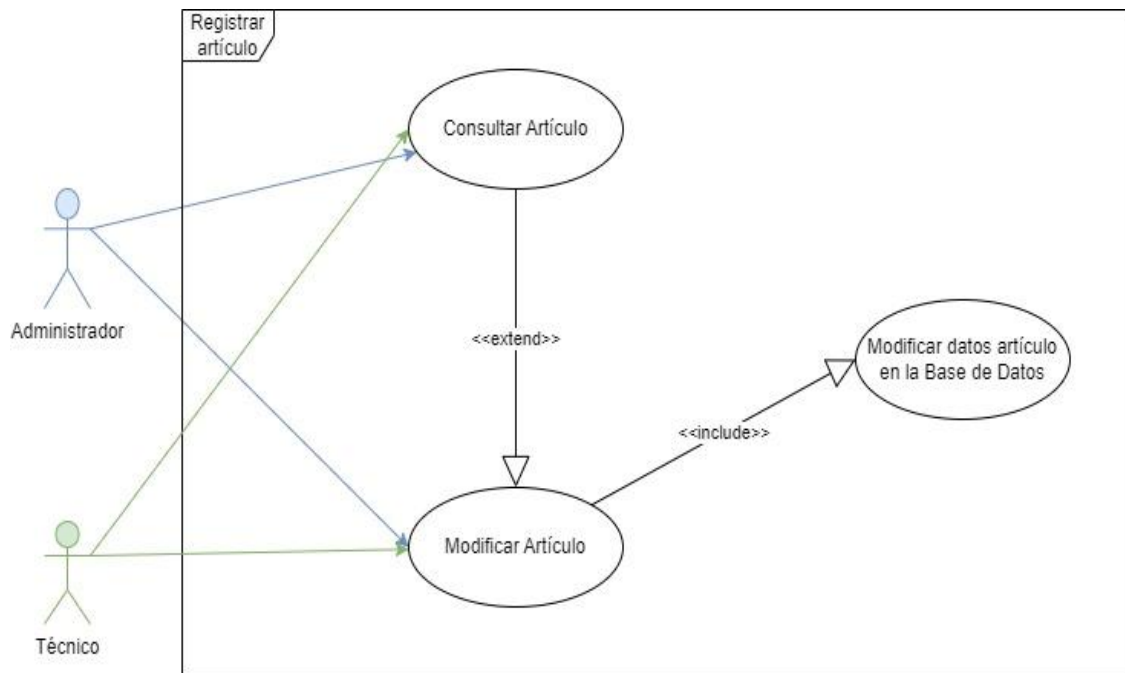 Registrar
artículo
Consultar Artículo
Administrador
<<extend>>
Modificar datos artículo
en la Base de Datos
<<include>>
Modificar Artículo
Técnico